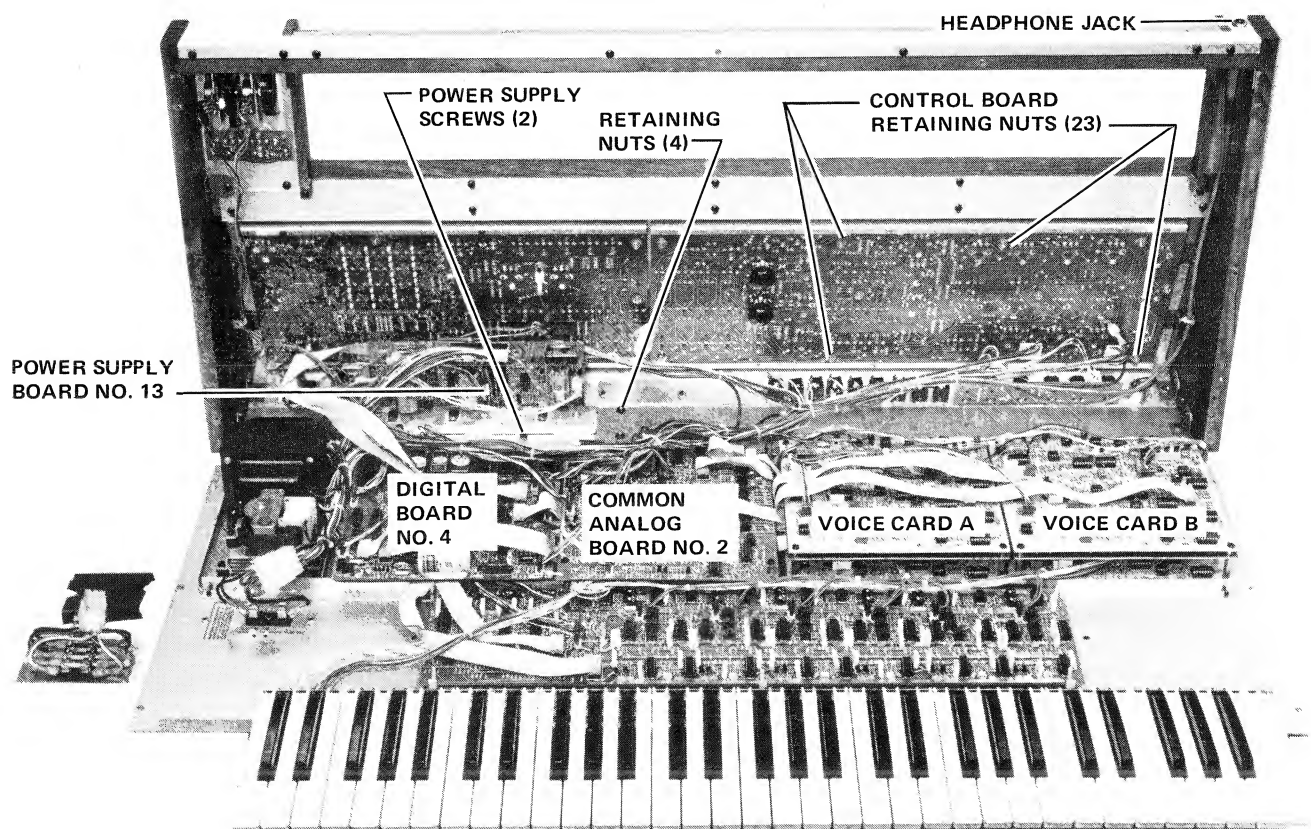 HEADPHONE JACK
POWER SUPPLY
SCREWS (2)
RETAINING
NUTS (4)
CONTROL BOARD
RETAINING NUTS (23)
POWER SUPPLY
BOARD NO. 13
DIGITAL
BOARD
NO. 4
COMMON
ANALOG
BOARD NO. 2
VOICE CARD A
VOICE CARD B